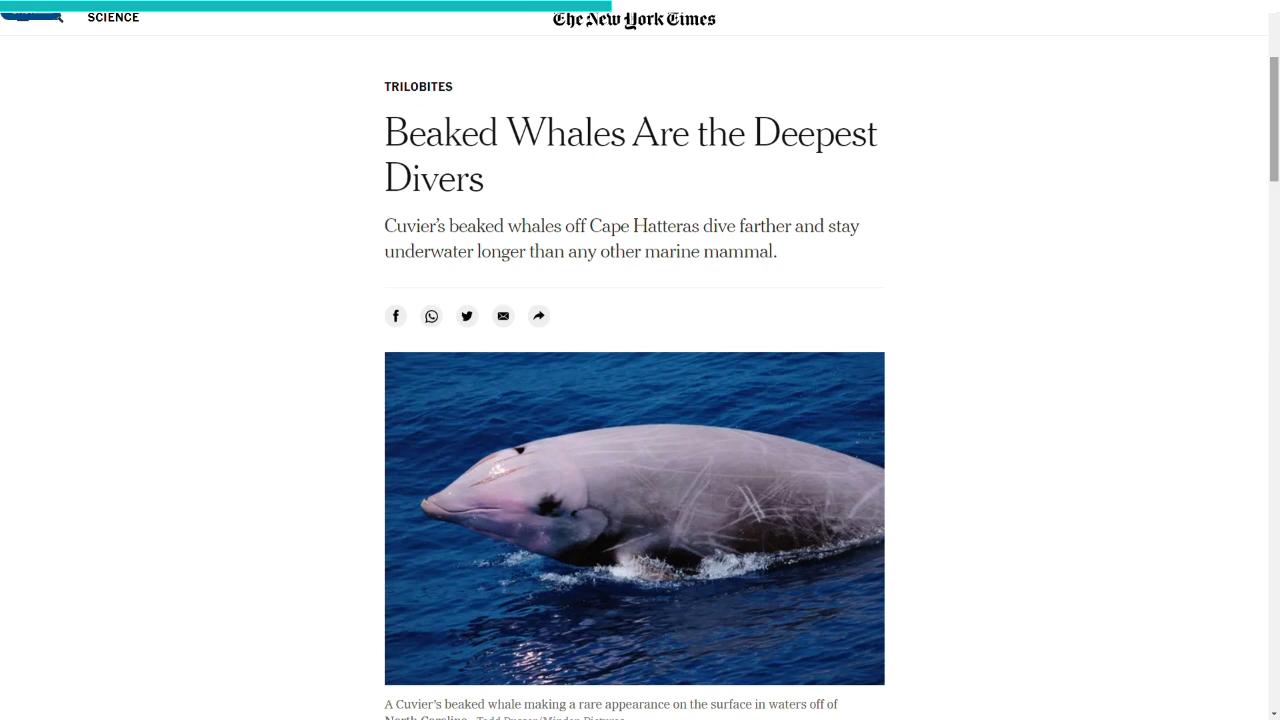 SCIENCE
The New York Times
TRILOBITES
Beaked Whales Are the Deepest
Divers
Cuvier's beaked whales off Cape Hatteras dive farther and stay
underwater longer than any other marine mammal.
A Cuvier's beaked whale making a rare appearance on the surface in waters off of
North Carolina. Todd Pusser/Minden Pictures